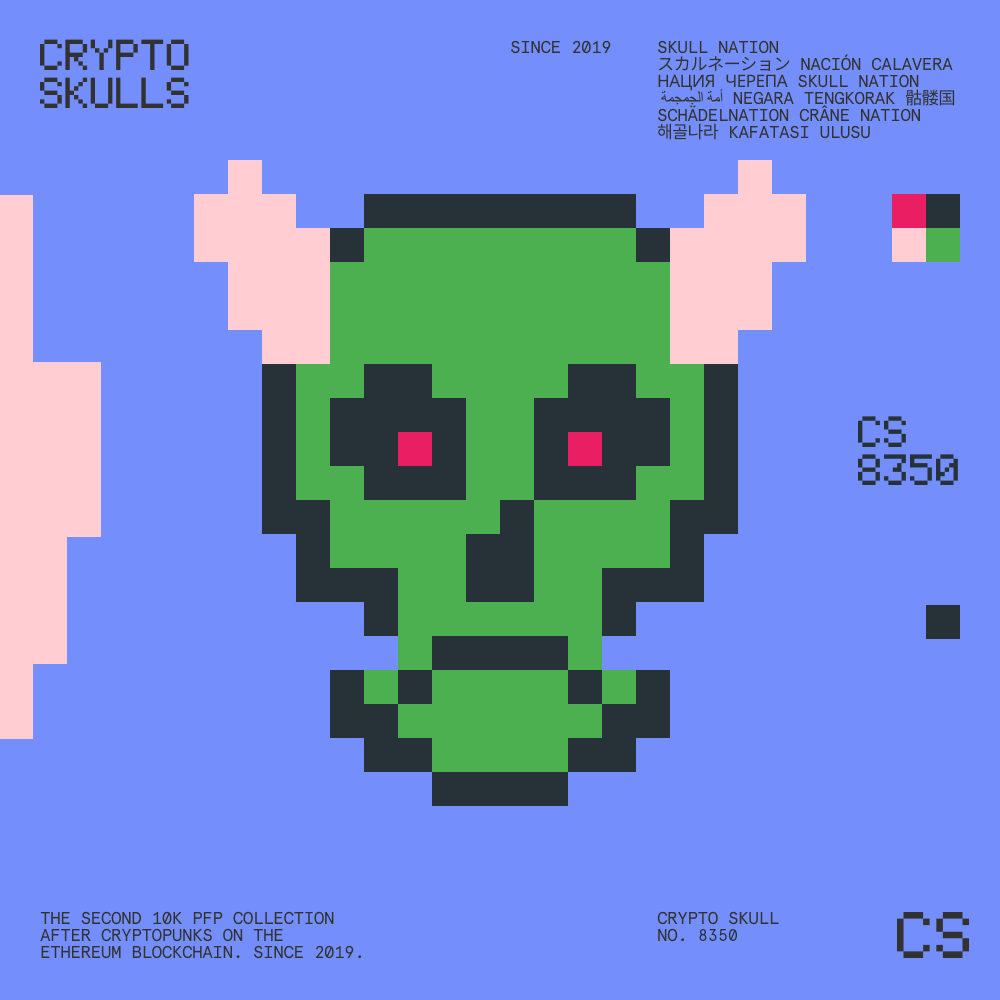 CRYPTO
SKULLS
SINCE 2019
SKULL NATION
スカルネーション NACIÓN CALAVERA
НАЦИЯ ЧЕРЕПА SKULL NATION
أمة الجمجمة NEGARA TENGKORAK 骷髅国
SCHÄDELNATION CRÂNE NATION
해골나라 KAFATASI ULUSU
CS
8350
THE SECOND 10K PFP COLLECTION
AFTER CRYPTOPUNKS ON THE
ETHEREUM BLOCKCHAIN. SINCE 2019.
CRYPTO SKULL
NO. 8350
CS